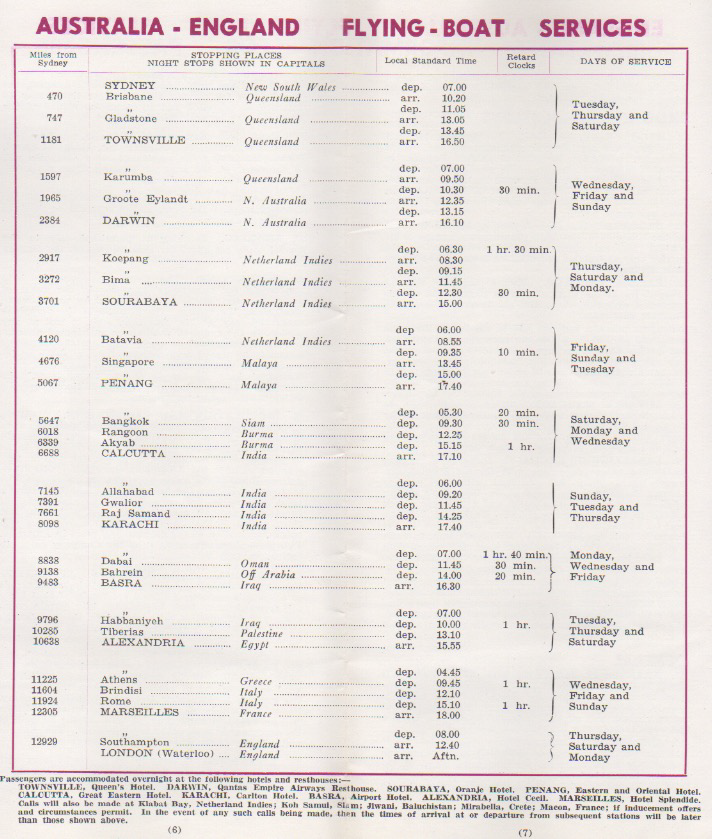 AUSTRALIA - ENGLAND FLYING-BOAT SERVICES
Miles from Sydney STOPPING PLACES NIGHT STOPS SHOWN IN CAPITALS Local Standard Time Retard Clocks DAYS OF SERVICE
SYDNEY New South Wales dep. 07.00
470 Brisbane Queensland arr. 10.20
" dep. 11.05 Tuesday,
747 Gladstone Queensland arr. 13.05 Thursday and
" dep. 13.45 Saturday
1181 TOWNSVILLE Queensland arr. 16.50
" dep. 07.00
1597 Karumba Queensland arr. 09.50 Wednesday,
" dep. 10.30 30 min. Friday and
1965 Groote Eylandt N. Australia arr. 12.35 Sunday
" dep. 13.15
2384 DARWIN N. Australia arr. 16.10
" dep. 06.30 1 hr. 30 min.
2917 Koepang Netherland Indies arr. 08.30 Thursday,
" dep. 09.15 Saturday and
3272 Bima Netherland Indies arr. 11.45 Monday.
" dep. 12.30 30 min.
3701 SOURABAYA Netherland Indies arr. 15.00
" dep 06.00
4120 Batavia Netherland Indies arr. 08.55 Friday,
" dep. 09.35 10 min. Sunday and
4676 Singapore Malaya arr. 13.45 Tuesday
" dep. 15.00
5067 PENANG Malaya arr. 17.40
" dep. 05.30 20 min.
5647 Bangkok Siam dep. 09.30 30 min. Saturday,
6018 Rangoon Burma dep. 12.25 Monday and
6339 Akyab Burma dep. 15.15 1 hr. Wednesday
6688 CALCUTTA India arr. 17.10
" dep. 06.00
7145 Allahabad India dep. 09.20 Sunday,
7391 Gwalior India dep. 11.45 Tuesday and
7661 Raj Samand India dep. 14.25 Thursday
8098 KARACHI India arr. 17.40
" dep. 07.00 1 hr. 40 min. Monday,
8838 Dabai Oman dep. 11.45 30 min. Wednesday and
9138 Bahrein Off Arabia dep. 14.00 20 min. Friday
9483 BASRA Iraq arr. 16.30
" dep. 07.00
9796 Habbaniyeh Iraq dep. 10.00 1 hr. Tuesday,
10285 Tiberias Palestine dep. 13.10 Thursday and
10638 ALEXANDRIA Egypt arr. 15.55 Saturday
" dep. 04.45
11225 Athens Greece dep. 09.45 1 hr. Wednesday,
11604 Brindisi Italy dep. 12.10 Friday and
11924 Rome Italy dep. 15.10 1 hr. Sunday
12305 MARSEILLES France arr. 18.00
" dep. 08.00 Thursday,
12929 Southampton England arr. 12.40 Saturday and
LONDON (Waterloo) England arr. Aftn. Monday
Passengers are accommodated overnight at the following hotels and resthouses:—
TOWNSVILLE, Queen's Hotel. DARWIN, Qantas Empire Airways Resthouse. SOURABAYA, Oranje Hotel. PENANG, Eastern and Oriental Hotel.
CALCUTTA, Great Eastern Hotel. KARACHI, Carlton Hotel. BASRA, Airport Hotel. ALEXANDRIA, Hotel Cecil. MARSEILLES, Hotel Splendide.
Calls will also be made at Klabat Bay, Netherland Indies; Koh Samui, Siam; Jiwani, Baluchistan; Mirabella, Crete; Macon, France; if inducement offers
and circumstances permit. In the event of any such calls being made, then the times of arrival at or departure from subsequent stations will be later
than those shown above.
(6) (7)